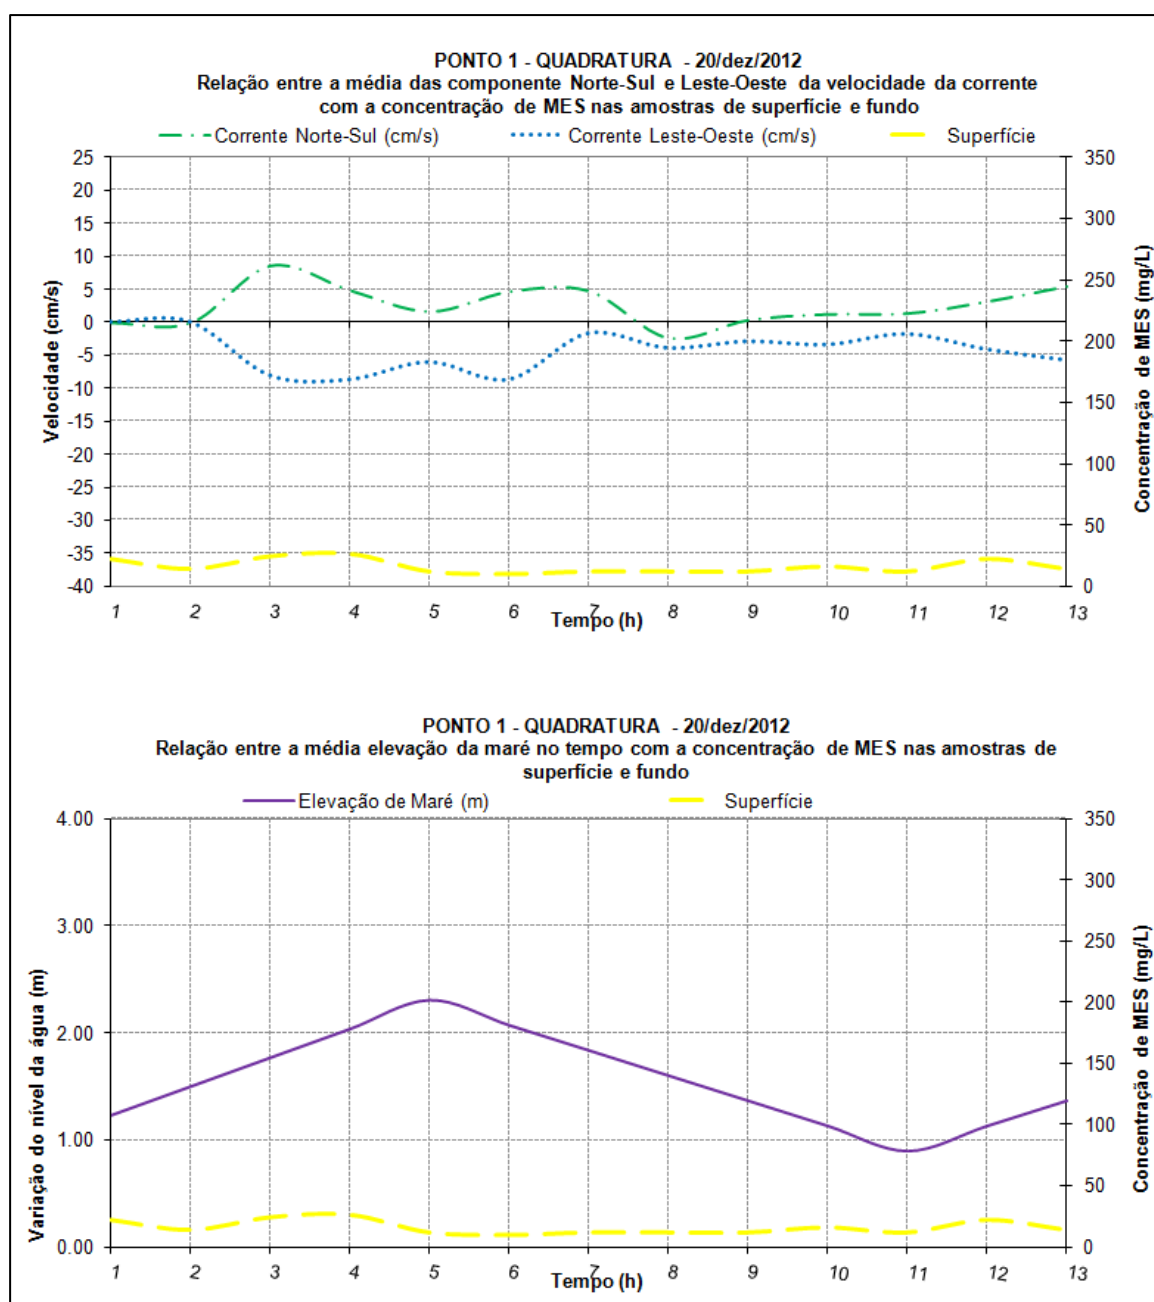 PONTO 1 - QUADRATURA - 20/dez/2012
Relação entre a média das componente Norte-Sul e Leste-Oeste da velocidade da corrente
com a concentração de MES nas amostras de superfície e fundo
Corrente Norte-Sul (cm/s) Corrente Leste-Oeste (cm/s) Superfície
Velocidade (cm/s)
25
20
15
10
5
0
-5
-10
-15
-20
-25
-30
-35
-40
350
300
250
200
150
100
50
0
Concentração de MES (mg/L)
1 2 3 4 5 6 7 8 9 10 11 12 13
Tempo (h)
PONTO 1 - QUADRATURA - 20/dez/2012
Relação entre a média elevação da maré no tempo com a concentração de MES nas amostras de
superfície e fundo
Elevação de Maré (m) Superfície
Variação do nível da água (m)
4.00
3.00
2.00
1.00
0.00
350
300
250
200
150
100
50
0
Concentração de MES (mg/L)
1 2 3 4 5 6 7 8 9 10 11 12 13
Tempo (h)